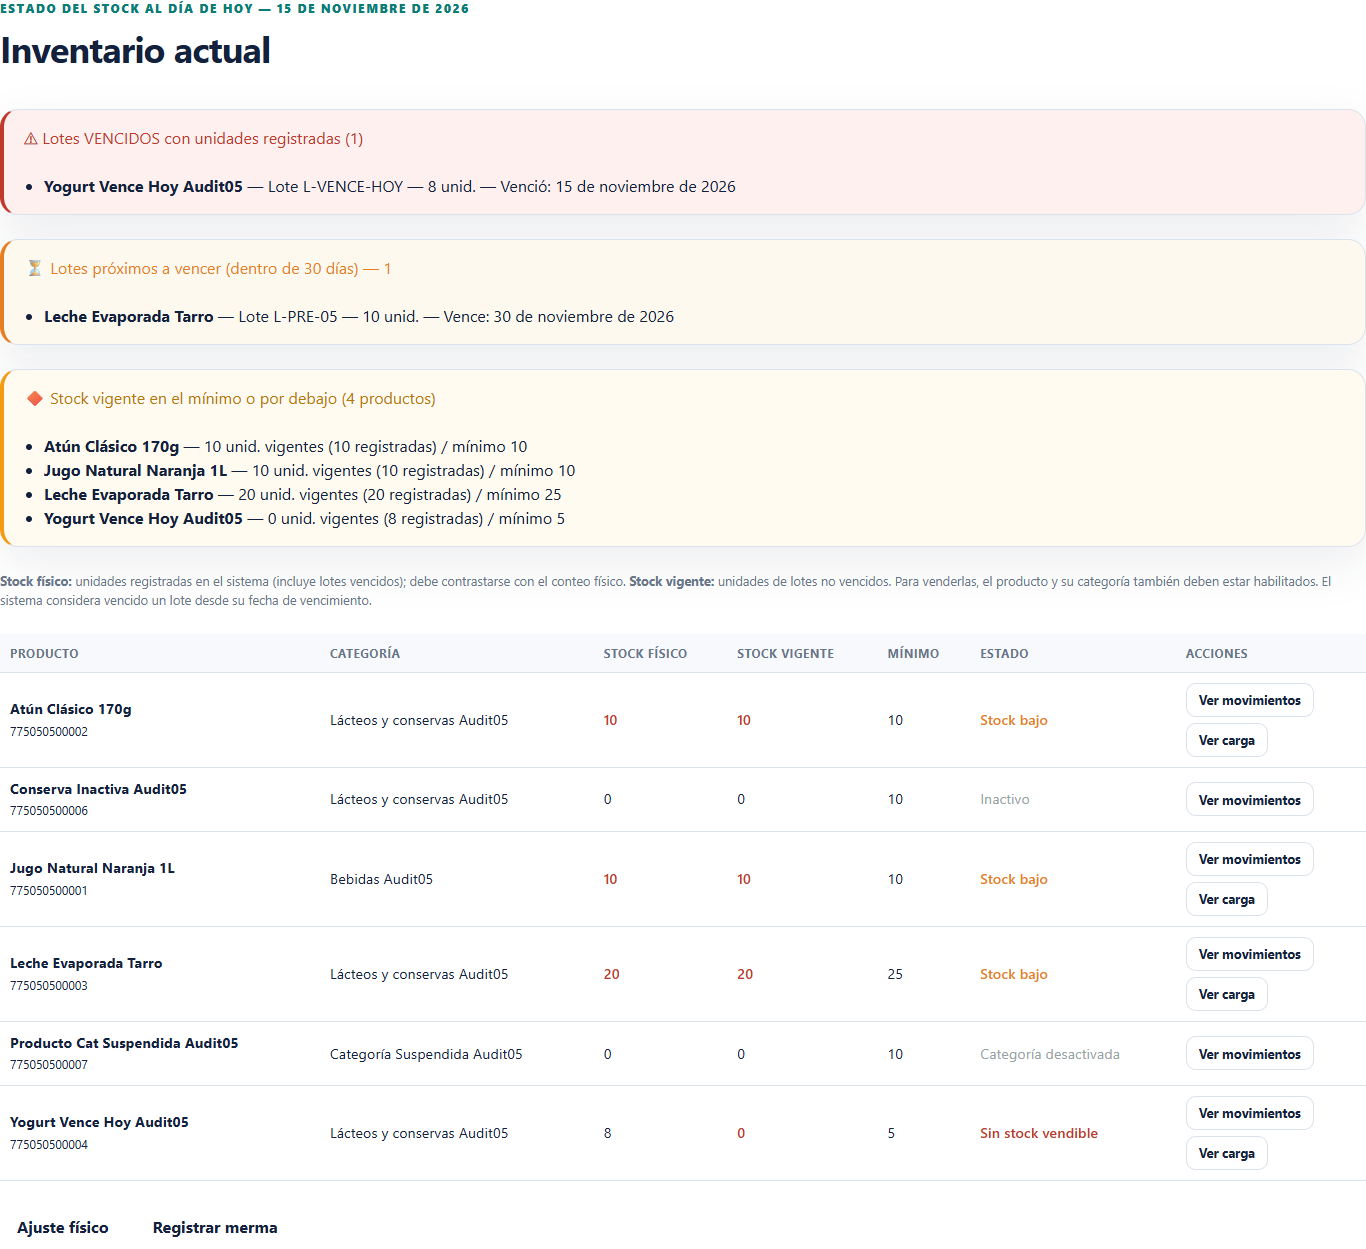 ESTADO DEL STOCK AL DÍA DE HOY — 15 DE NOVIEMBRE DE 2026
Inventario actual
⚠ Lotes VENCIDOS con unidades registradas (1)
• Yogurt Vence Hoy Audit05 — Lote L-VENCE-HOY — 8 unid. — Venció: 15 de noviembre de 2026
⏳ Lotes próximos a vencer (dentro de 30 días) — 1
• Leche Evaporada Tarro — Lote L-PRE-05 — 10 unid. — Vence: 30 de noviembre de 2026
♦ Stock vigente en el mínimo o por debajo (4 productos)
• Atún Clásico 170g — 10 unid. vigentes (10 registradas) / mínimo 10
• Jugo Natural Naranja 1L — 10 unid. vigentes (10 registradas) / mínimo 10
• Leche Evaporada Tarro — 20 unid. vigentes (20 registradas) / mínimo 25
• Yogurt Vence Hoy Audit05 — 0 unid. vigentes (8 registradas) / mínimo 5
Stock físico: unidades registradas en el sistema (incluye lotes vencidos); debe contrastarse con el conteo físico. Stock vigente: unidades de lotes no vencidos. Para venderlas, el producto y su categoría también deben estar habilitados. El
sistema considera vencido un lote desde su fecha de vencimiento.
PRODUCTO CATEGORÍA STOCK FÍSICO STOCK VIGENTE MÍNIMO ESTADO ACCIONES
Atún Clásico 170g
775050500002
Lácteos y conservas Audit05 10 10 10 Stock bajo
Ver movimientos
Ver carga
Conserva Inactiva Audit05
775050500006
Lácteos y conservas Audit05 0 0 10 Inactivo
Ver movimientos
Jugo Natural Naranja 1L
775050500001
Bebidas Audit05 10 10 10 Stock bajo
Ver movimientos
Ver carga
Leche Evaporada Tarro
775050500003
Lácteos y conservas Audit05 20 20 25 Stock bajo
Ver movimientos
Ver carga
Producto Cat Suspendida Audit05
775050500007
Categoría Suspendida Audit05 0 0 10 Categoría desactivada
Ver movimientos
Yogurt Vence Hoy Audit05
775050500004
Lácteos y conservas Audit05 8 0 5 Sin stock vendible
Ver movimientos
Ver carga
Ajuste físico Registrar merma